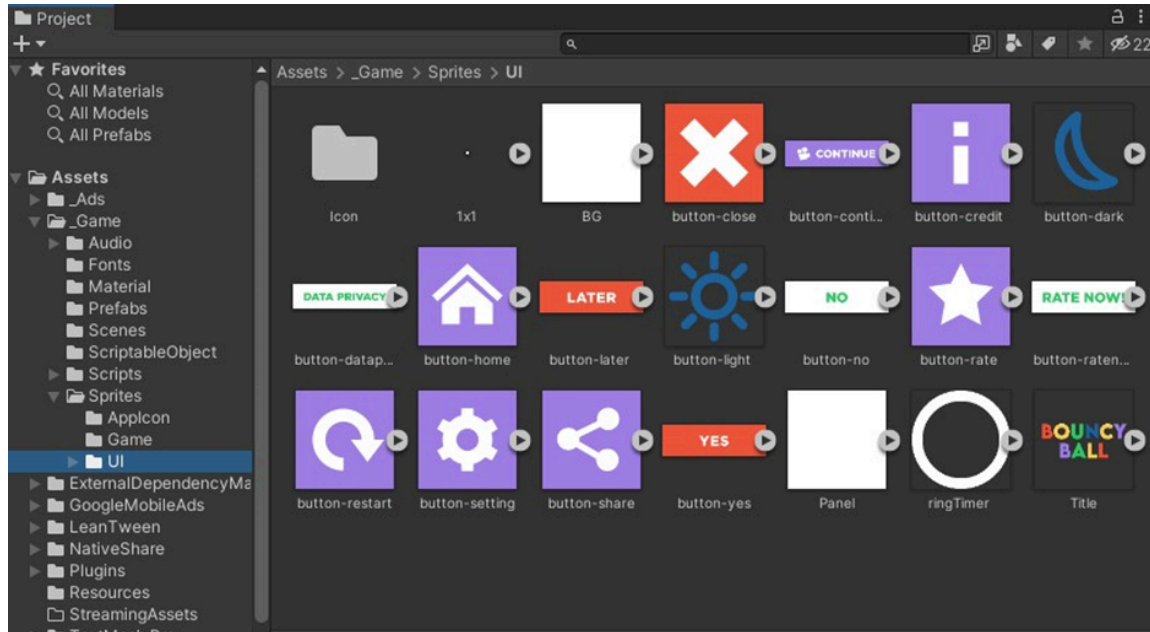 Project
22
Favorites
All Materials
All Models
All Prefabs
Assets
_Ads
_Game
Audio
Fonts
Material
Prefabs
Scenes
ScriptableObject
Scripts
Sprites
AppIcon
Game
UI
ExternalDependencyMa
GoogleMobileAds
LeanTween
NativeShare
Plugins
Resources
StreamingAssets
Assets > _Game > Sprites > UI
CONTINUE
Icon
1x1
BG
button-close
button-conti...
button-credit
button-dark
DATA PRIVACY
LATER
NO
RATE NOW!
button-datap...
button-home
button-later
button-light
button-no
button-rate
button-raten...
YES
BOUNCY
BALL
button-restart
button-setting
button-share
button-yes
Panel
ringTimer
Title